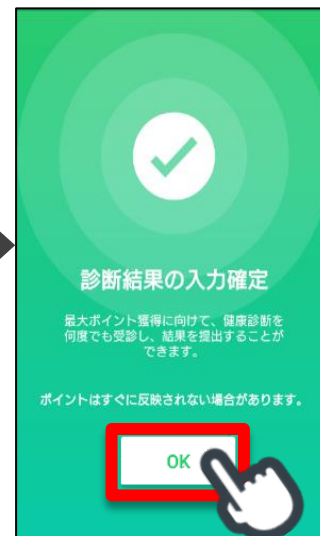 診断結果の入力確定
最大ポイント獲得に向けて、健康診断を
何度でも受診し、結果を提出することが
できます。
ポイントはすぐに反映されない場合があります。
OK